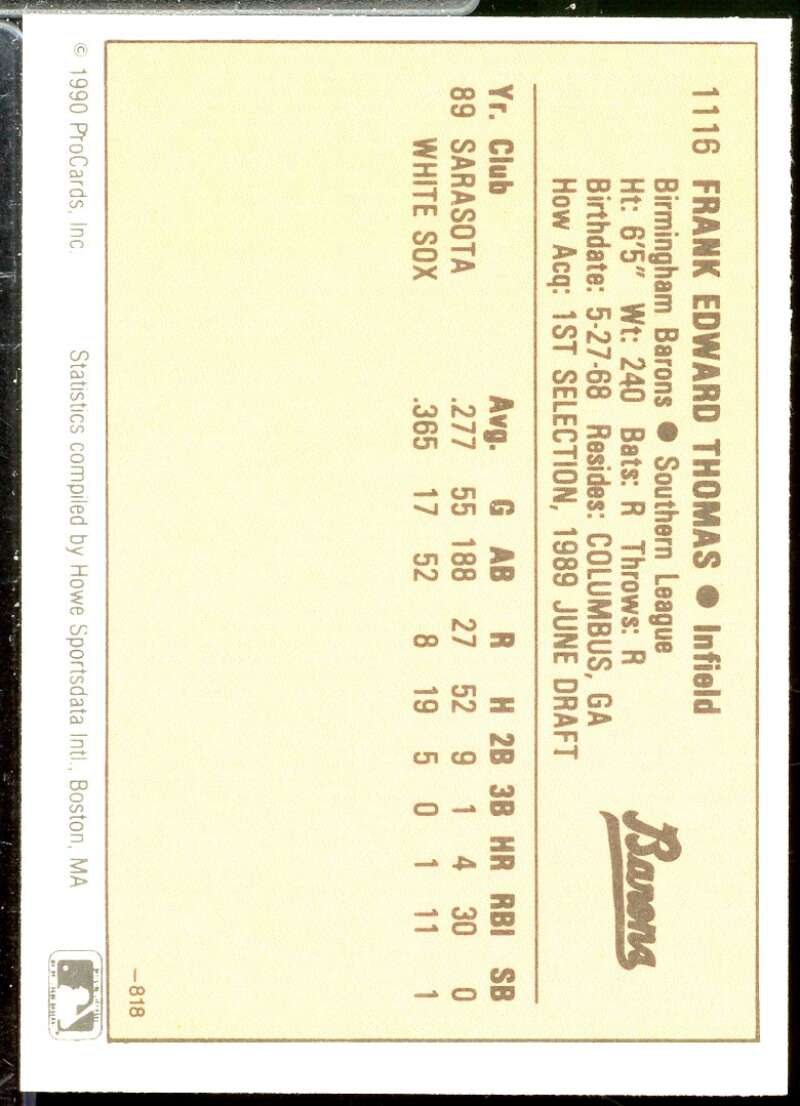 1116 FRANK EDWARD THOMAS ● Infield
Birmingham Barons ● Southern League
Ht: 6'5" Wt: 240 Bats: R Throws: R
Birthdate: 5-27-68 Resides: COLUMBUS, GA
How Acq: 1ST SELECTION, 1989 JUNE DRAFT
Barons
Yr. Club Avg. G AB R H 2B 3B HR RBI SB
89 SARASOTA .277 55 188 27 52 9 1 4 30 0
WHITE SOX .365 17 52 8 19 5 0 1 11 1
–818
© 1990 ProCards, Inc. Statistics compiled by Howe Sportsdata Intl., Boston, MA